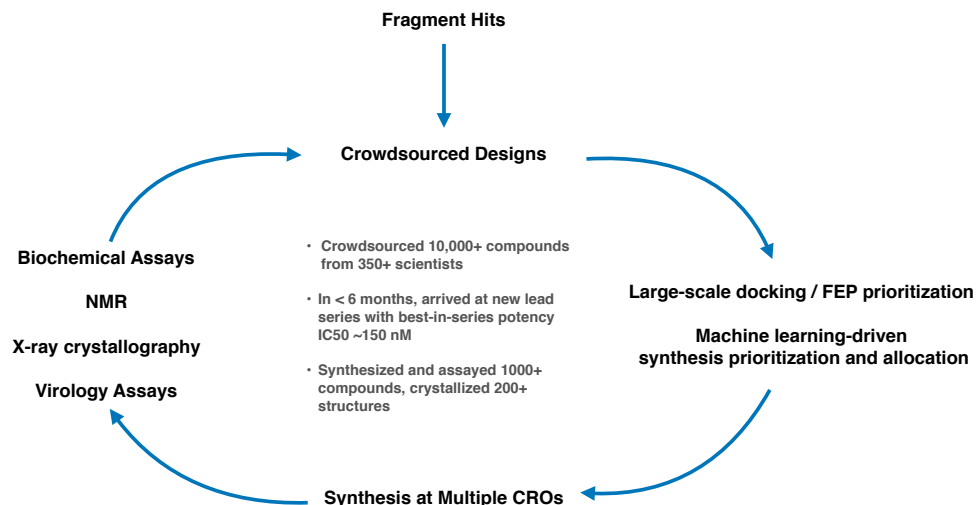 Fragment Hits
Crowdsourced Designs
Biochemical Assays
NMR
X-ray crystallography
Virology Assays
· Crowdsourced 10,000+ compounds
from 350+ scientists
· In < 6 months, arrived at new lead
series with best-in-series potency
IC50 ~150 nM
· Synthesized and assayed 1000+
compounds, crystallized 200+
structures
Large-scale docking / FEP prioritization
Machine learning-driven
synthesis prioritization and allocation
Synthesis at Multiple CROs